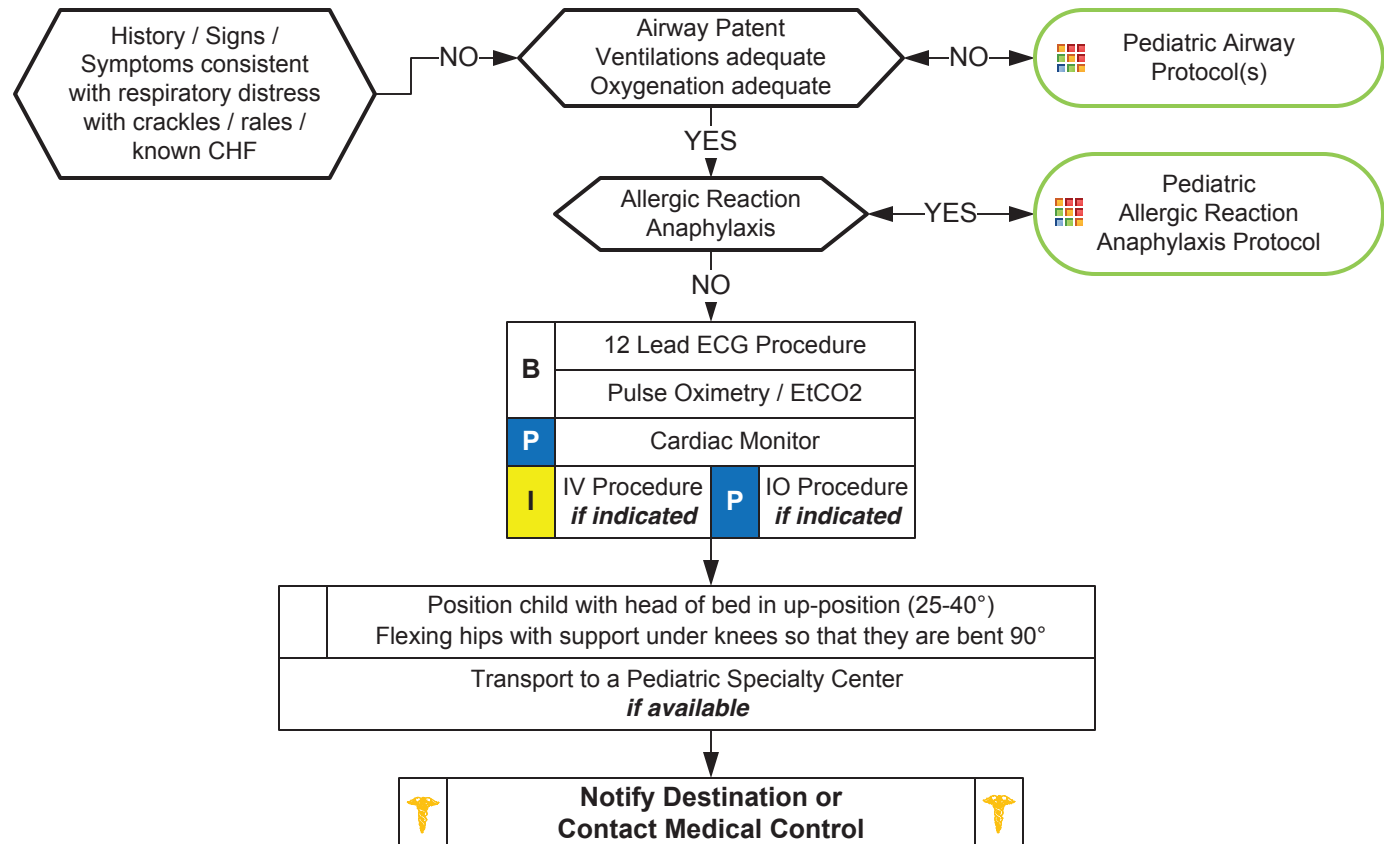 History / Signs /
Symptoms consistent
with respiratory distress
with crackles / rales /
known CHF
NO
Airway Patent
Ventilations adequate
Oxygenation adequate
NO
Pediatric Airway
Protocol(s)
YES
Allergic Reaction
Anaphylaxis
YES
Pediatric
Allergic Reaction
Anaphylaxis Protocol
NO
B
12 Lead ECG Procedure
Pulse Oximetry / EtCO2
P
Cardiac Monitor
I
IV Procedure
if indicated
P
IO Procedure
if indicated
Position child with head of bed in up-position (25-40°)
Flexing hips with support under knees so that they are bent 90°
Transport to a Pediatric Specialty Center
if available
Notify Destination or
Contact Medical Control